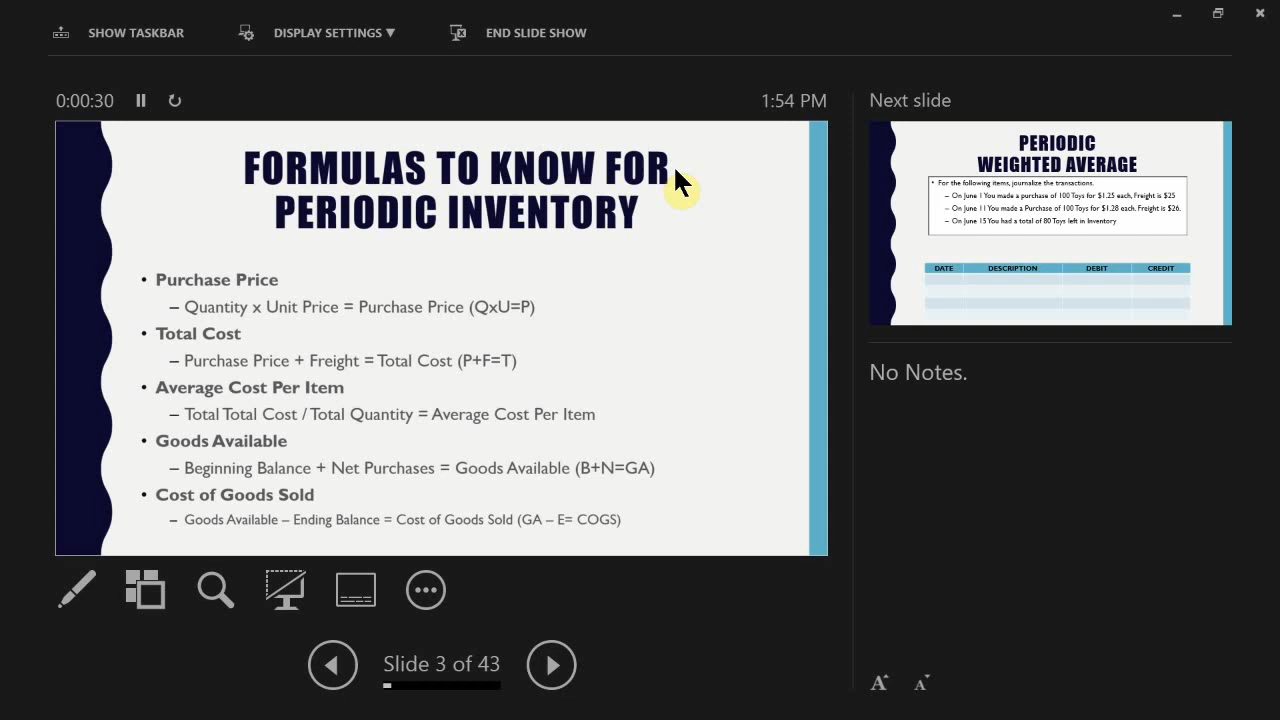 SHOW TASKBAR
DISPLAY SETTINGS ▼
END SLIDE SHOW
0:00:30
1:54 PM
FORMULAS TO KNOW FOR
PERIODIC INVENTORY
• Purchase Price
– Quantity x Unit Price = Purchase Price (QxU=P)
• Total Cost
– Purchase Price + Freight = Total Cost (P+F=T)
• Average Cost Per Item
– Total Total Cost / Total Quantity = Average Cost Per Item
• Goods Available
– Beginning Balance + Net Purchases = Goods Available (B+N=GA)
• Cost of Goods Sold
– Goods Available – Ending Balance = Cost of Goods Sold (GA – E= COGS)
Slide 3 of 43
Next slide
PERIODIC
WEIGHTED AVERAGE
• For the following items, journalize the transactions.
– On June 1 You made a purchase of 100 Toys for $1.25 each, Freight is $25
– On June 11 You made a Purchase of 100 Toys for $1.28 each. Freight is $26.
– On June 15 You had a total of 80 Toys left in Inventory
DATE DESCRIPTION DEBIT CREDIT
No Notes.
A A